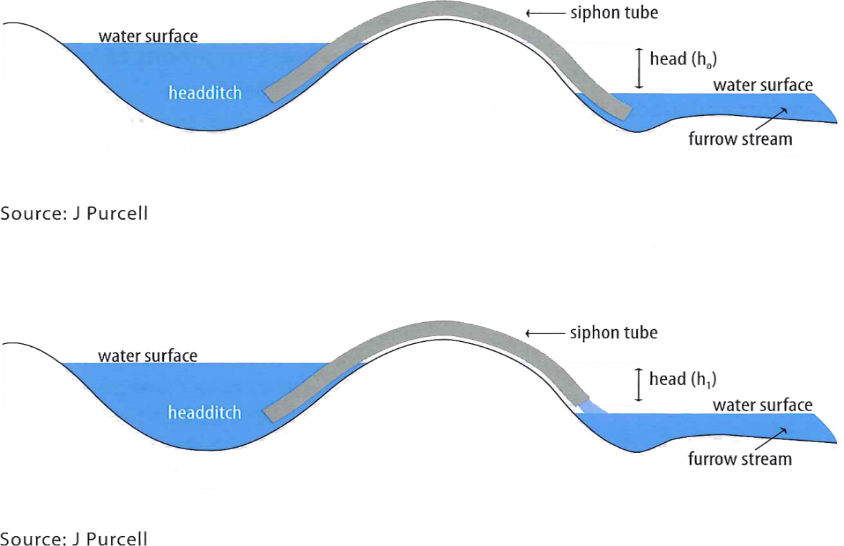 siphon tube
water surface
head (hₒ)
water surface
headditch
furrow stream
Source: J Purcell
siphon tube
water surface
head (h₁)
water surface
headditch
furrow stream
Source: J Purcell